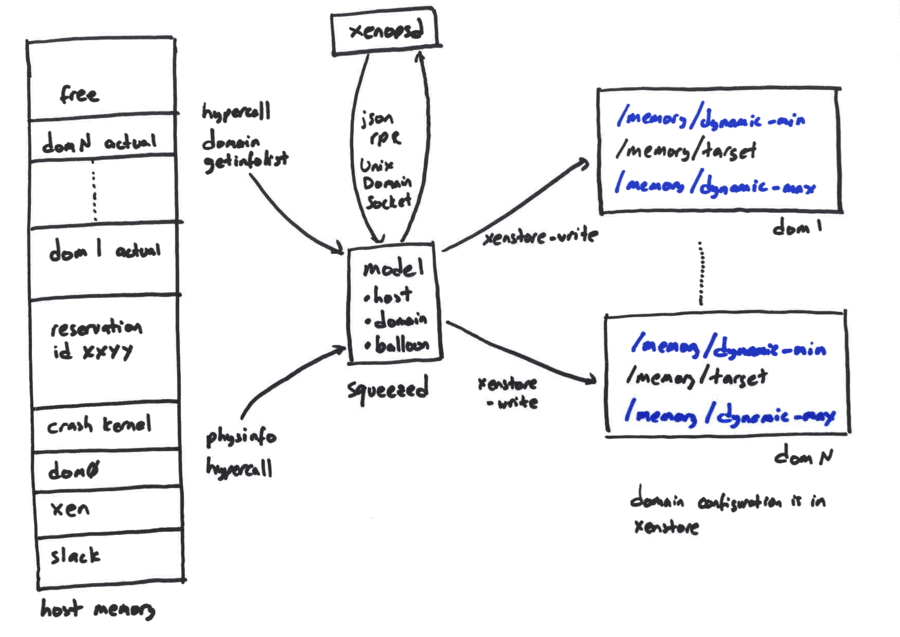 xenopsd
free
domN actual
dom1 actual
reservation
id xxyy
crash kernel
domØ
xen
slack
host memory
hypercall
domain
getinfolist
physinfo
hypercall
json
rpc
Unix
Domain
Socket
model
•host
•domain
•balloon
squeezed
xenstore-write
xenstore
-write
/memory/dynamic-min
/memory/target
/memory/dynamic-max
dom1
/memory/dynamic-min
/memory/target
/memory/dynamic-max
domN
domain configuration is in
xenstore